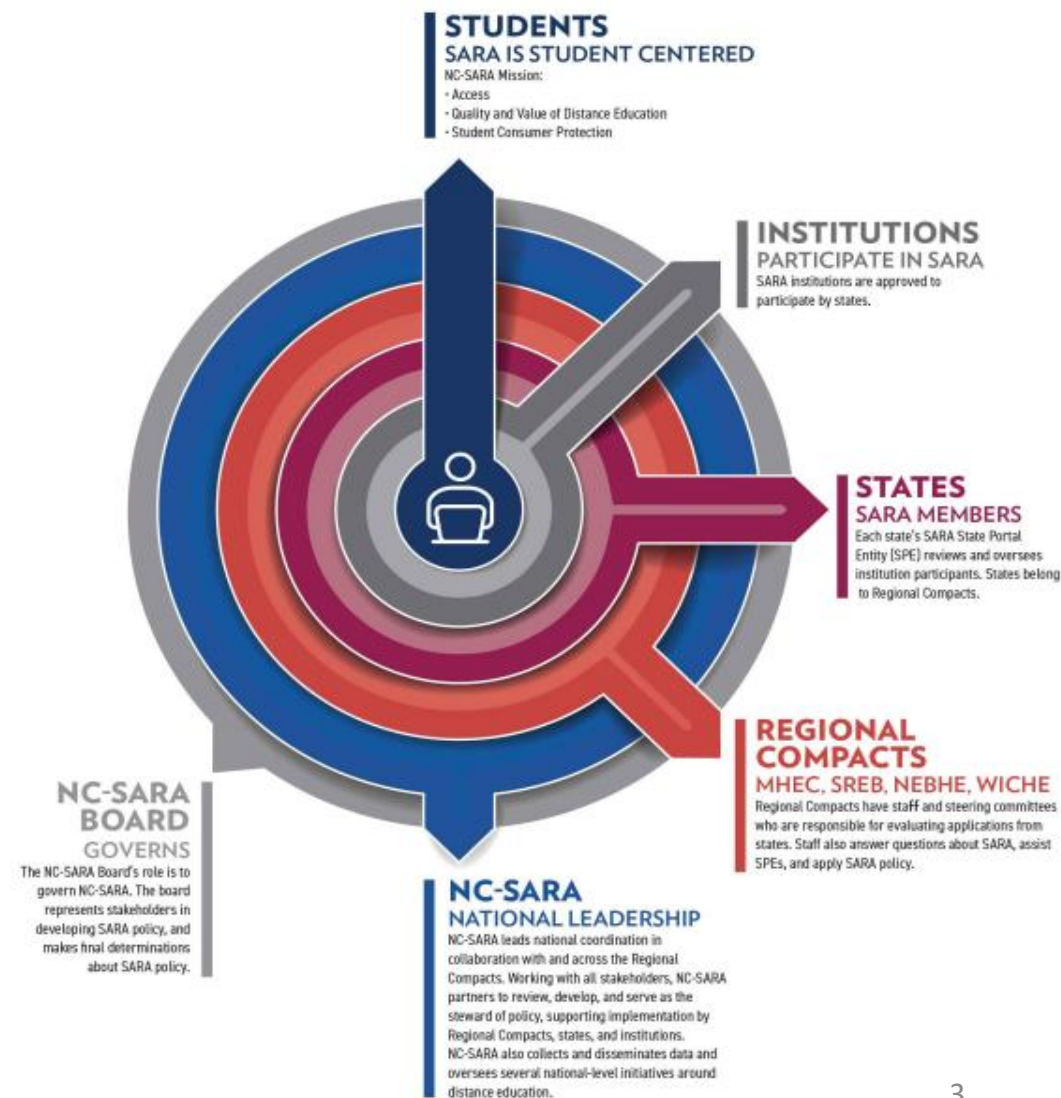 STUDENTS
SARA IS STUDENT CENTERED
NC-SARA Mission:
• Access
• Quality and Value of Distance Education
• Student Consumer Protection
INSTITUTIONS
PARTICIPATE IN SARA
SARA institutions are approved to
participate by states.
STATES
SARA MEMBERS
Each state's SARA State Portal
Entity (SPE) reviews and oversees
institution participants. States belong
to Regional Compacts.
REGIONAL
COMPACTS
MHEC, SREB, NEBHE, WICHE
Regional Compacts have staff and steering committees
who are responsible for evaluating applications from
states. Staff also answer questions about SARA, assist
SPEs, and apply SARA policy.
NC-SARA
NATIONAL LEADERSHIP
NC-SARA leads national coordination in
collaboration with and across the Regional
Compacts. Working with all stakeholders, NC-SARA
partners to review, develop, and serve as the
steward of policy, supporting implementation by
Regional Compacts, states, and institutions.
NC-SARA also collects and disseminates data and
oversees several national-level initiatives around
distance education.
NC-SARA
BOARD
GOVERNS
The NC-SARA Board's role is to
govern NC-SARA. The board
represents stakeholders in
developing SARA policy, and
makes final determinations
about SARA policy.
3